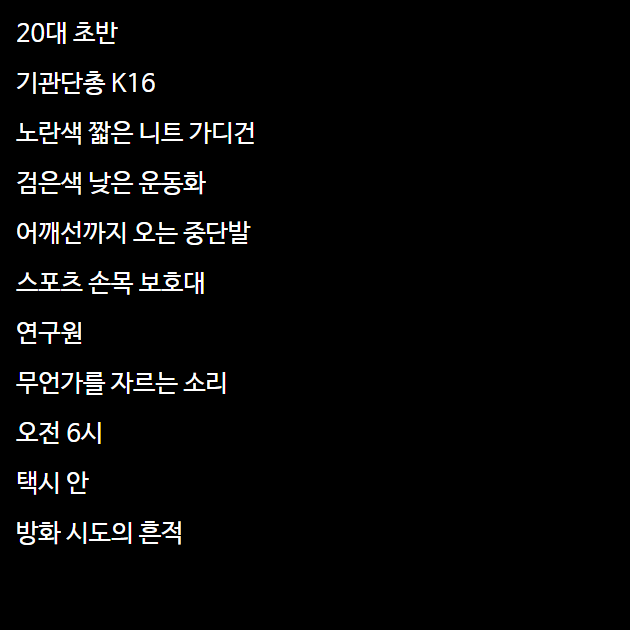 20대 초반
기관단총 K16
노란색 짧은 니트 가디건
검은색 낮은 운동화
어깨선까지 오는 중단발
스포츠 손목 보호대
연구원
무언가를 자르는 소리
오전 6시
택시 안
방화 시도의 흔적